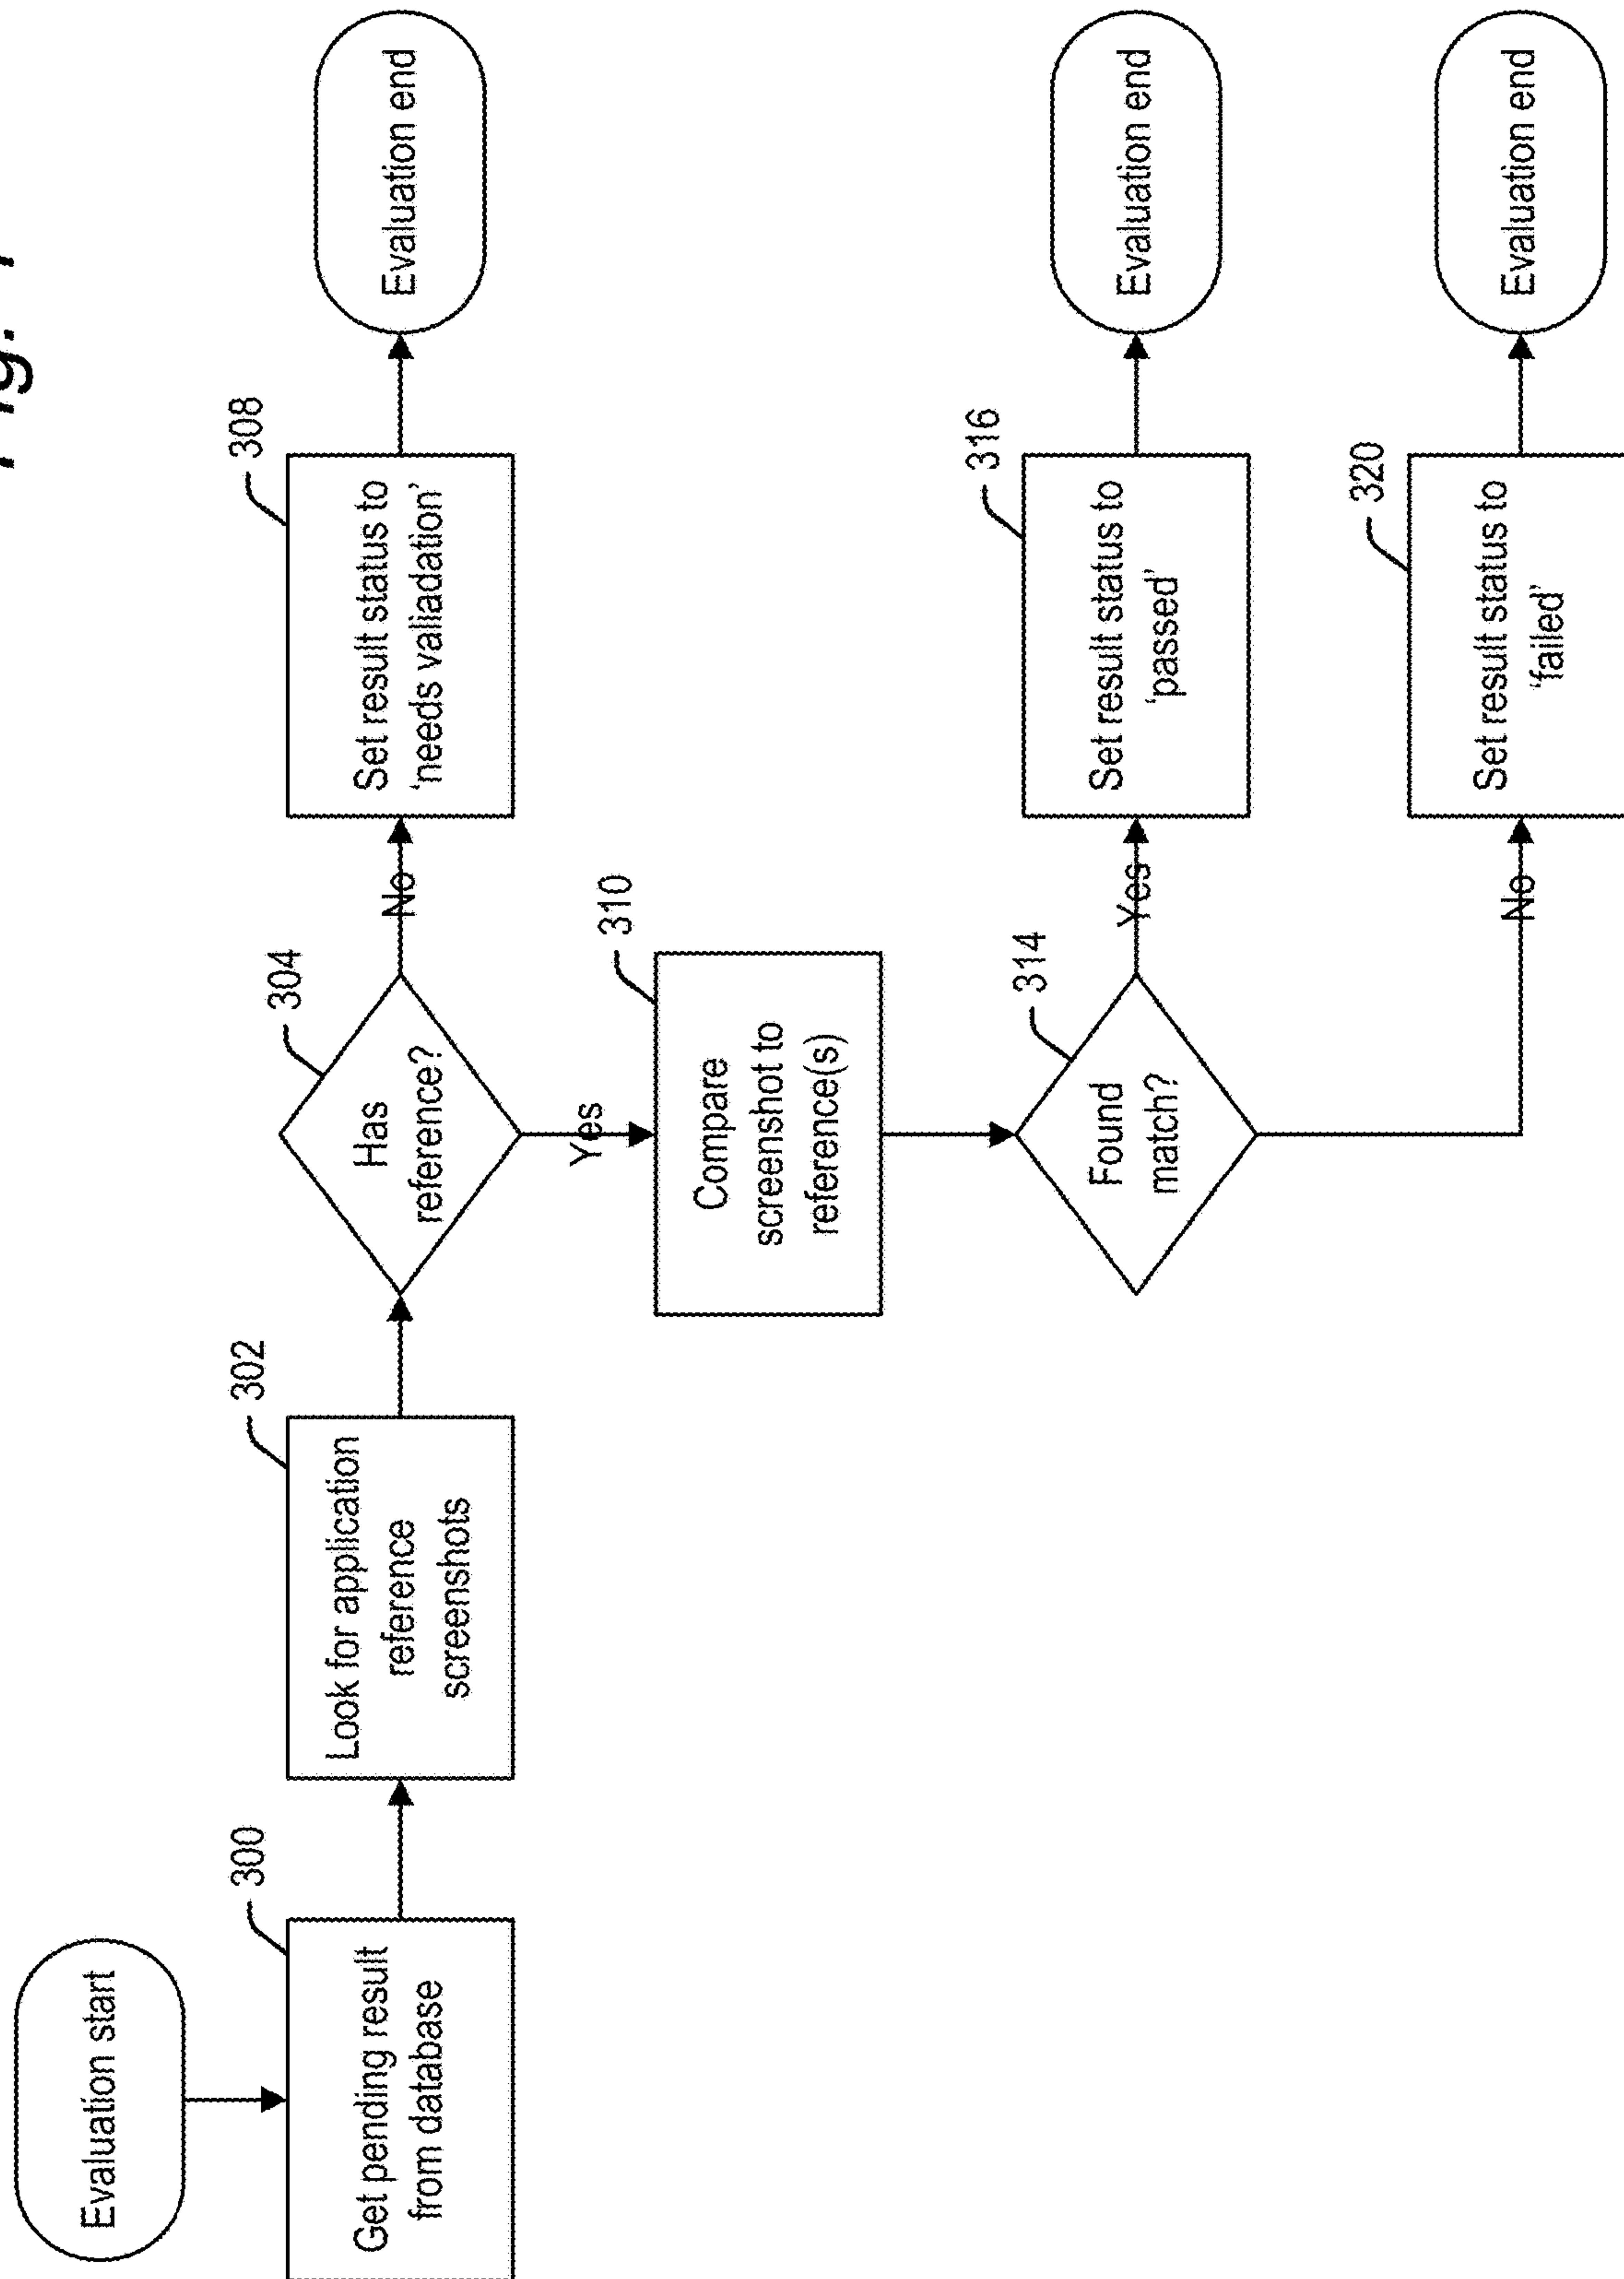 Fig.
Evaluation start
300
Get pending result
from database
302
Look for application
reference
screenshots
304
Has
reference?
No
308
Set result status to
‘needs valiadation’
Evaluation end
Yes
310
Compare
screenshot to
reference(s)
314
Found
match?
Yes
316
Set result status to
‘passed’
Evaluation end
No
320
Set result status to
‘failed’
Evaluation end